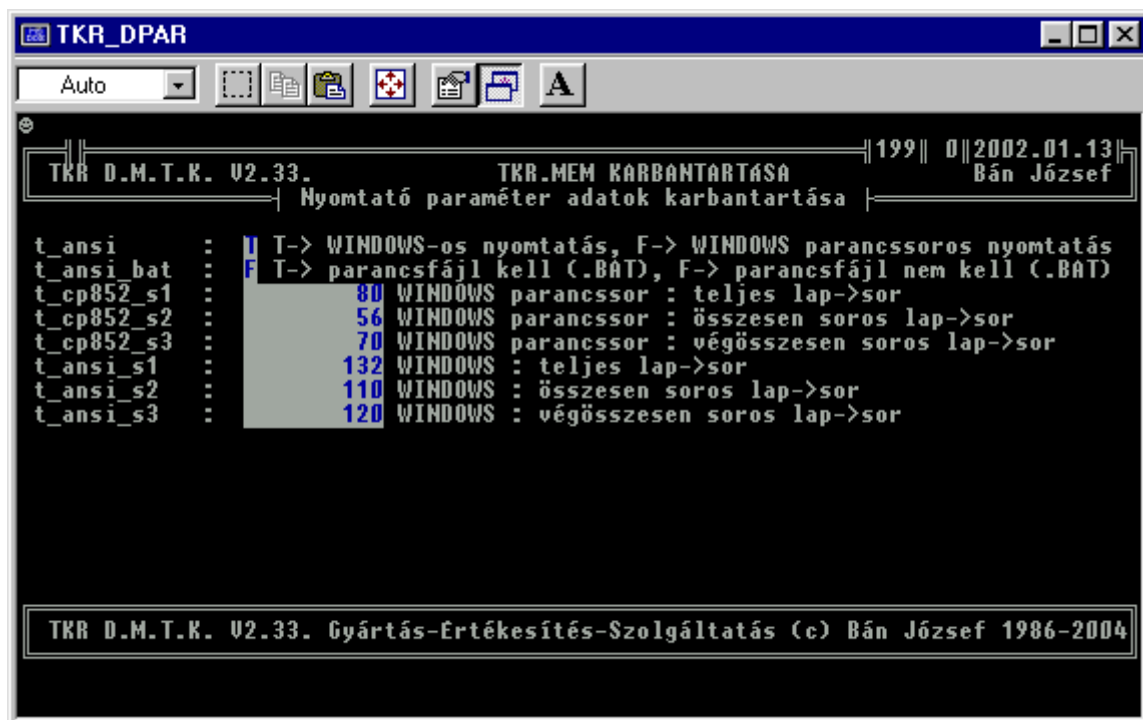 TKR_DPAR
Auto
A
199 0 2002.01.13
TKR D.M.T.K. V2.33. TKR.MEM KARBANTARTÁSA Bán József
Nyomtató paraméter adatok karbantartása
t_ansi : T T-> WINDOWS-os nyomtatás, F-> WINDOWS parancssoros nyomtatás
t_ansi_bat : F T-> parancsfájl kell (.BAT), F-> parancsfájl nem kell (.BAT)
t_cp852_s1 : 80 WINDOWS parancssor : teljes lap->sor
t_cp852_s2 : 56 WINDOWS parancssor : összesen soros lap->sor
t_cp852_s3 : 70 WINDOWS parancssor : végösszesen soros lap->sor
t_ansi_s1 : 132 WINDOWS : teljes lap->sor
t_ansi_s2 : 110 WINDOWS : összesen soros lap->sor
t_ansi_s3 : 120 WINDOWS : végösszesen soros lap->sor
TKR D.M.T.K. V2.33. Gyártás-Értékesítés-Szolgáltatás (c) Bán József 1986-2004